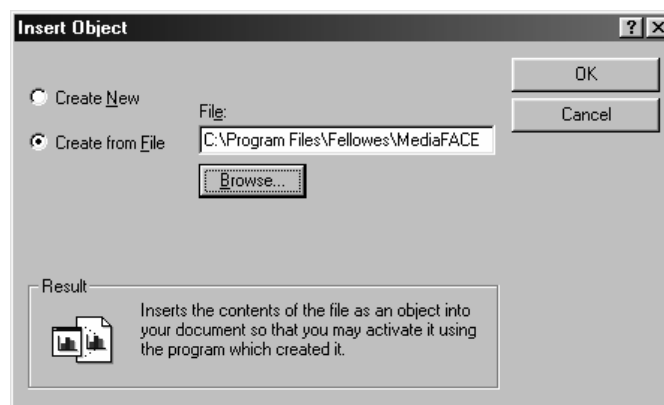 Insert Object
OK
Create New
File:
Cancel
Create from File
C:\Program Files\Fellowes\MediaFACE
Browse...
Result
Inserts the contents of the file as an object into
your document so that you may activate it using
the program which created it.